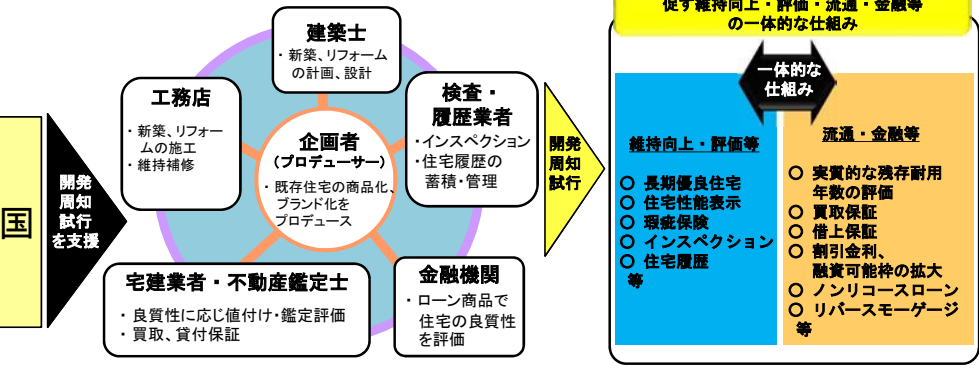 国
開発
周知
試行
を支援
建築士
・新築、リフォーム
の計画、設計
工務店
・新築、リフォー
ムの施工
・維持補修
検査・
履歴業者
・インスペクション
・住宅履歴の
蓄積・管理
企画者
(プロデューサー)
・既存住宅の商品化、
ブランド化を
プロデュース
宅建業者・不動産鑑定士
・良質性に応じ値付け・鑑定評価
・買取、貸付保証
金融機関
・ローン商品で
住宅の良質性
を評価
開発
周知
試行
促す維持向上・評価・流通・金融等
の一体的な仕組み
一体的な
仕組み
維持向上・評価等
○ 長期優良住宅
○ 住宅性能表示
○ 瑕疵保険
○ インスペクション
○ 住宅履歴
等
流通・金融等
○ 実質的な残存耐用
年数の評価
○ 買取保証
○ 借上保証
○ 割引金利、
融資可能枠の拡大
○ ノンリコースローン
○ リバースモーゲージ
等